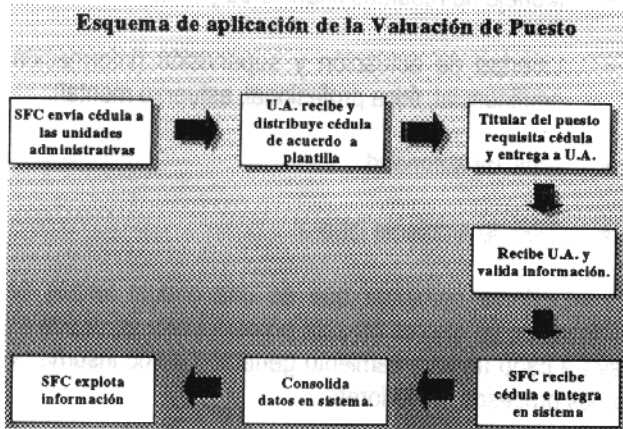 Esquema de aplicación de la Valuación de Puesto
SFC envía cédula a
las unidades
administrativas
U.A. recibe y
distribuye cédula
de acuerdo a
plantilla
Titular del puesto
requisita cédula
y entrega a U.A.
Recibe U.A. y
valida información.
SFC recibe
cédula e integra
en sistema
Consolida
datos en sistema.
SFC explota
información